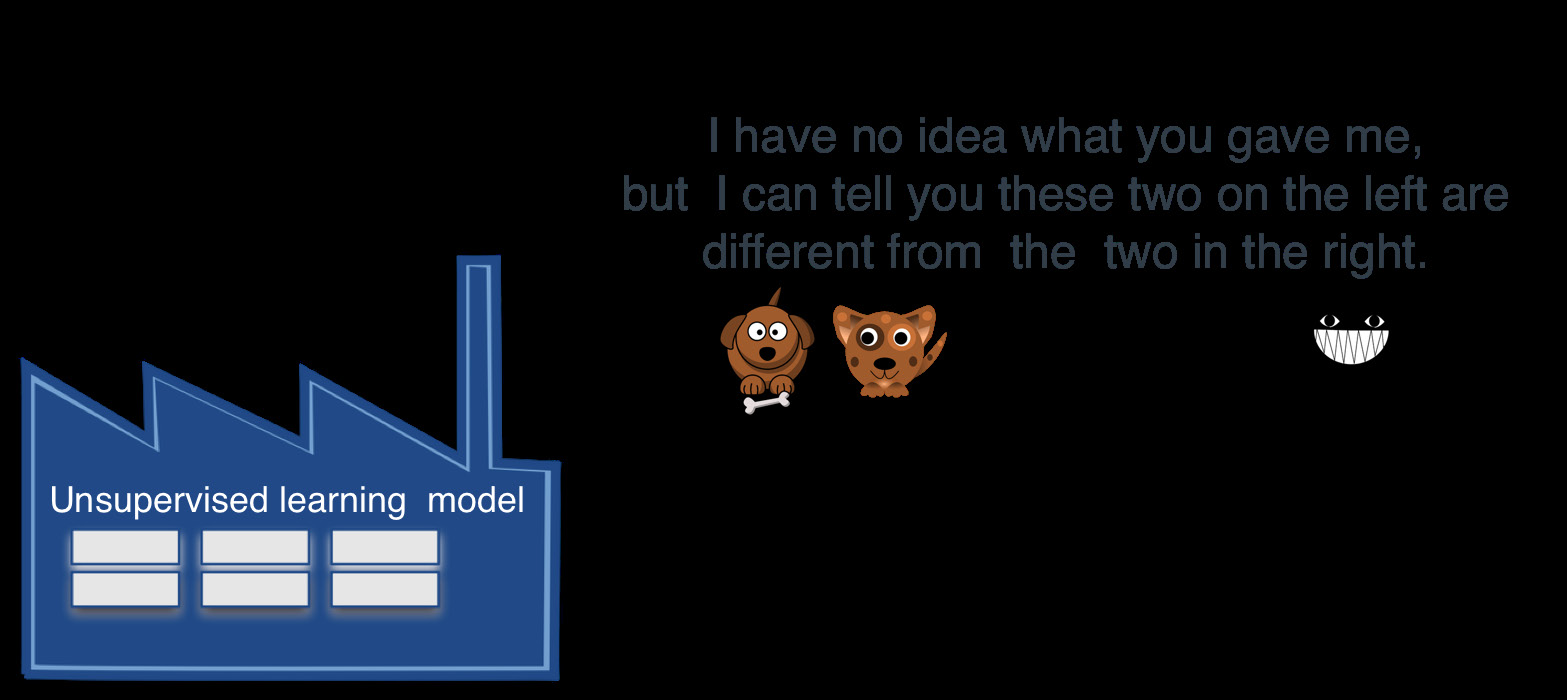 I have no idea what you gave me,
but I can tell you these two on the left are
different from the two in the right.
Unsupervised learning model